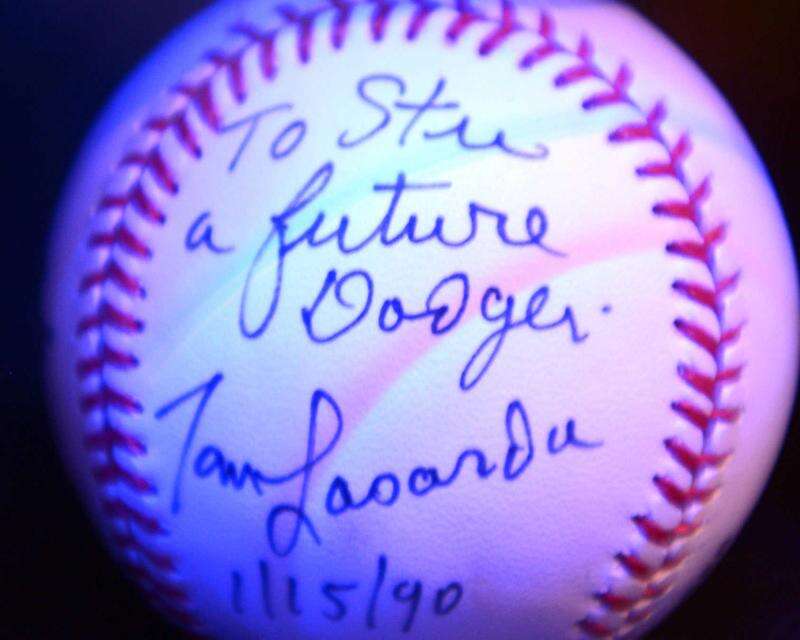 To Stu
a future
Dodger.
Tom Lasorda
1/15/90